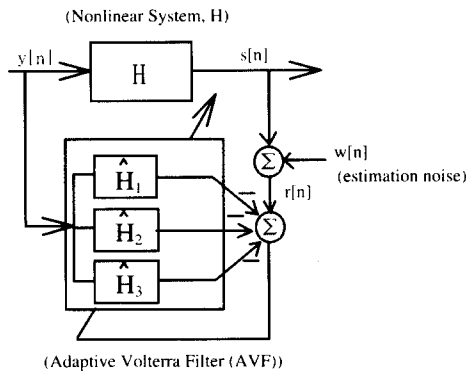 (Nonlinear System, H)
y[n]
H
s[n]
Σ
w[n]
(estimation noise)
r[n]
Ĥ1
Ĥ2
Ĥ3
Σ
(Adaptive Volterra Filter (AVF))